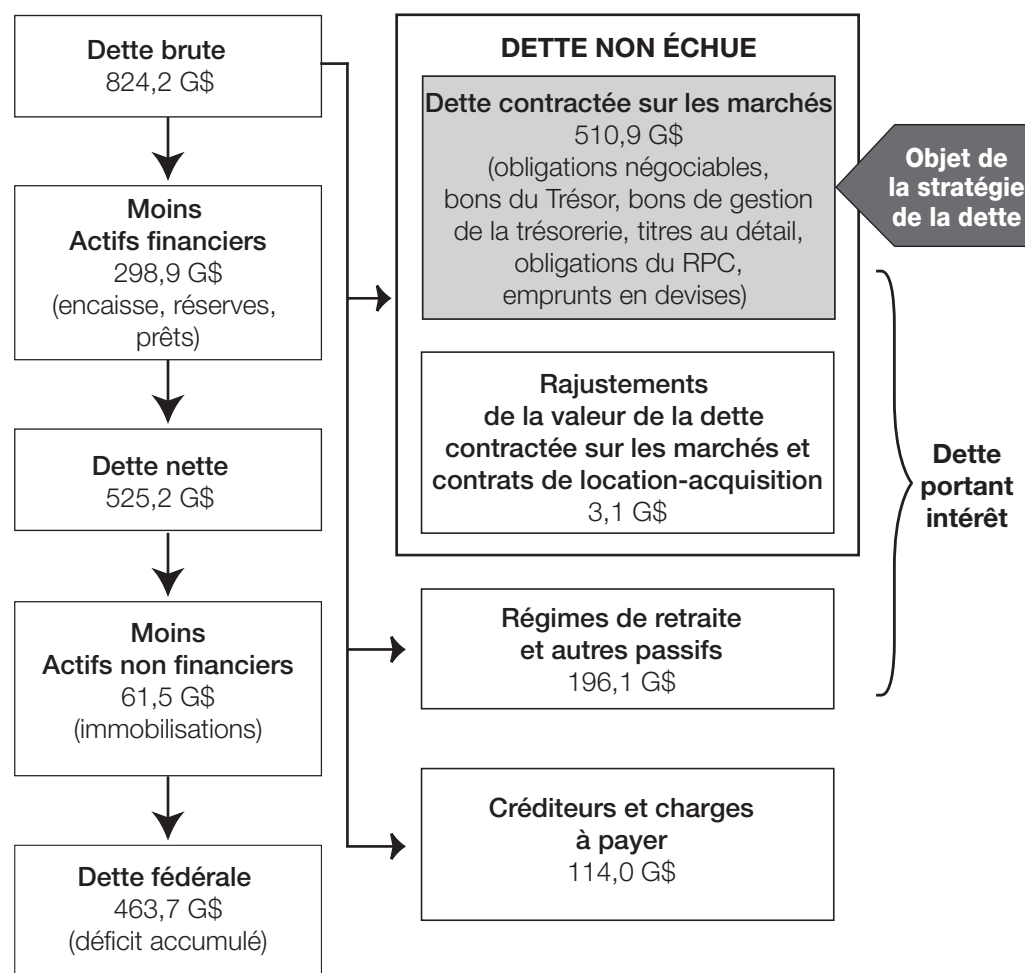 Dette brute
824,2 G$
Moins
Actifs financiers
298,9 G$
(encaisse, réserves,
prêts)
Dette nette
525,2 G$
Moins
Actifs non financiers
61,5 G$
(immobilisations)
Dette fédérale
463,7 G$
(déficit accumulé)
DETTE NON ÉCHUE
Dette contractée sur les marchés
510,9 G$
(obligations négociables,
bons du Trésor, bons de gestion
de la trésorerie, titres au détail,
obligations du RPC,
emprunts en devises)
Rajustements
de la valeur de la dette
contractée sur les marchés et
contrats de location-acquisition
3,1 G$
Régimes de retraite
et autres passifs
196,1 G$
Créditeurs et charges
à payer
114,0 G$
Objet de
la stratégie
de la dette
Dette
portant
intérêt